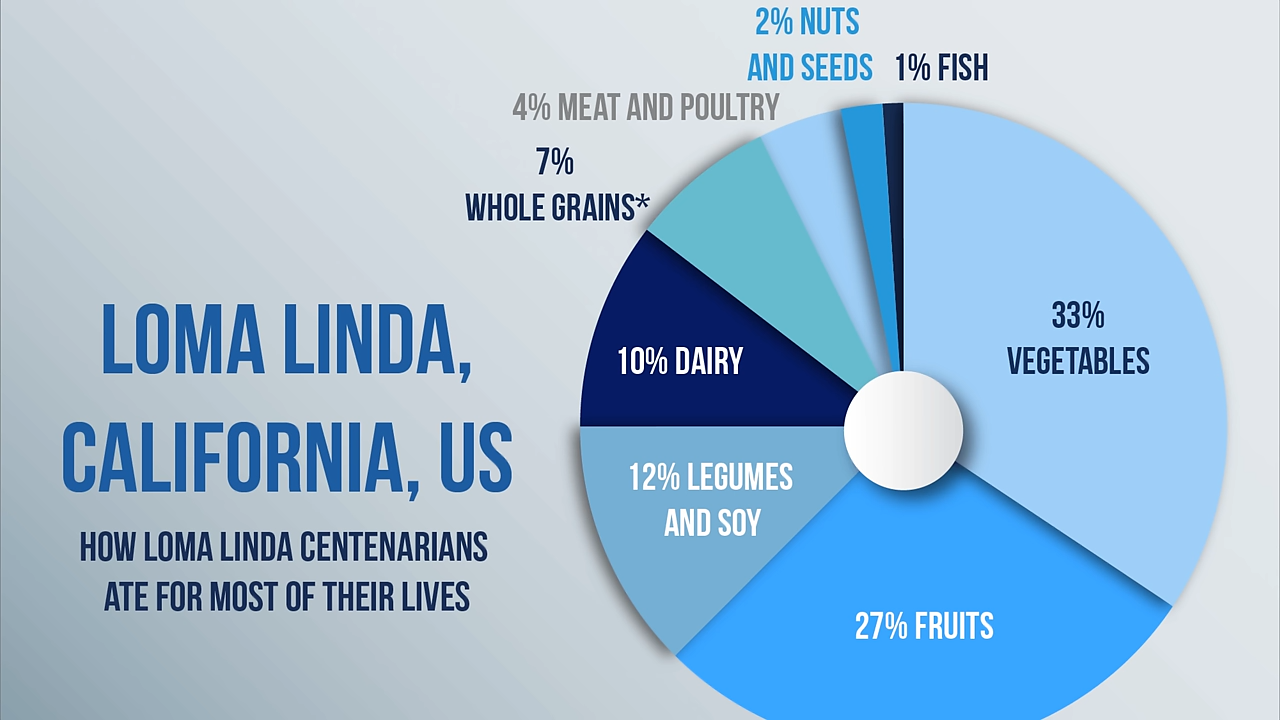 2% NUTS
AND SEEDS
1% FISH
4% MEAT AND POULTRY
7%
WHOLE GRAINS*
33%
VEGETABLES
10% DAIRY
12% LEGUMES
AND SOY
27% FRUITS
LOMA LINDA,
CALIFORNIA, US
HOW LOMA LINDA CENTENARIANS
ATE FOR MOST OF THEIR LIVES